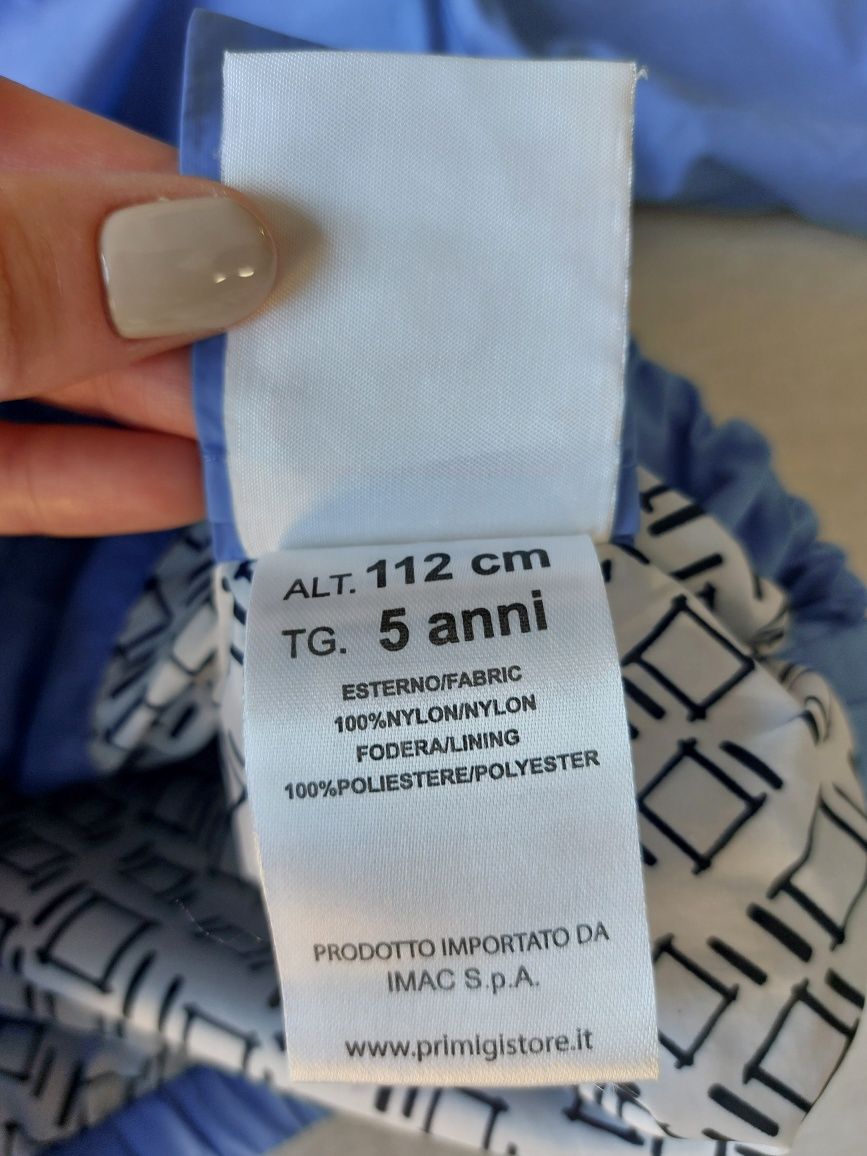 ALT. 112 cm
TG. 5 anni
ESTERNO/FABRIC
100%NYLON/NYLON
FODERA/LINING
100%POLIESTERE/POLYESTER
PRODOTTO IMPORTATO DA
IMAC S.p.A.
www.primigistore.it